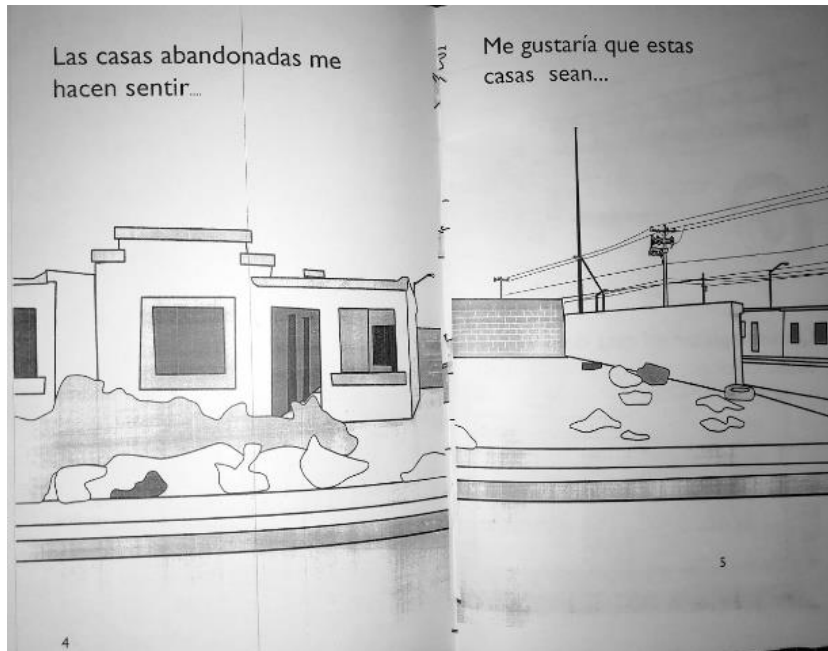 Las casas abandonadas me
hacen sentir....
4
Me gustaría que estas
casas sean...
5